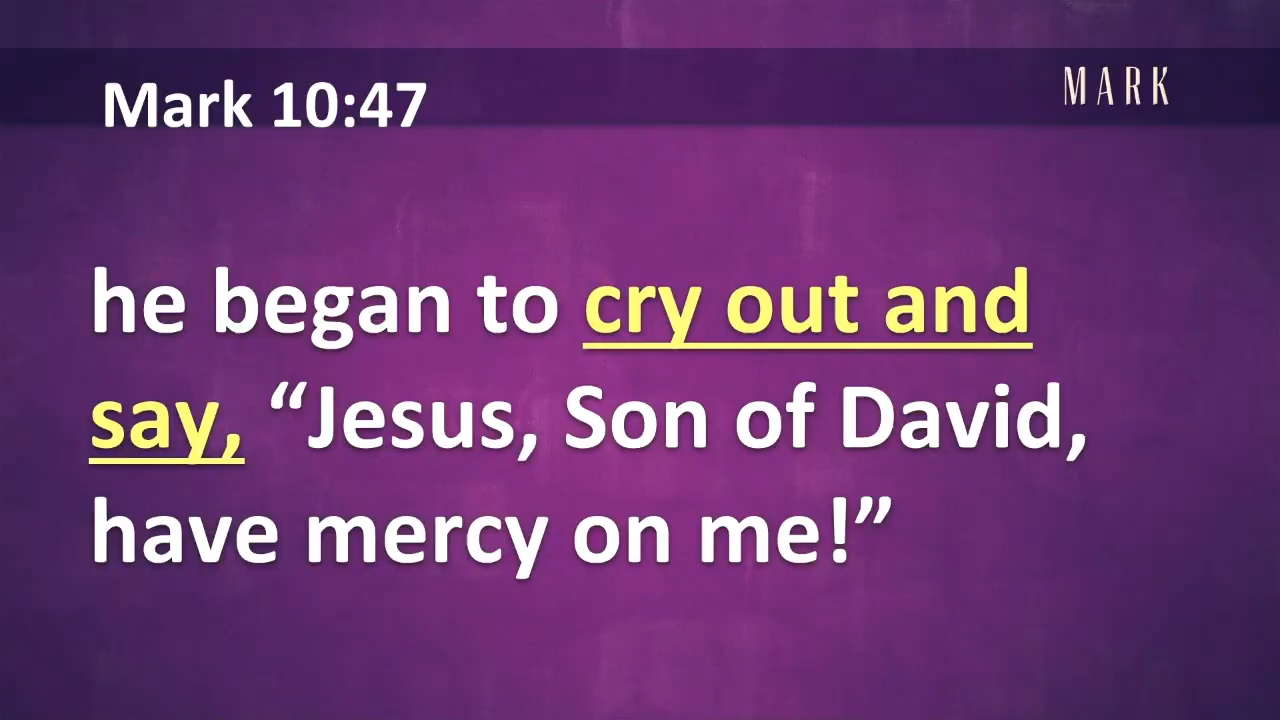 Mark 10:47
MARK
he began to cry out and
say, “Jesus, Son of David,
have mercy on me!”